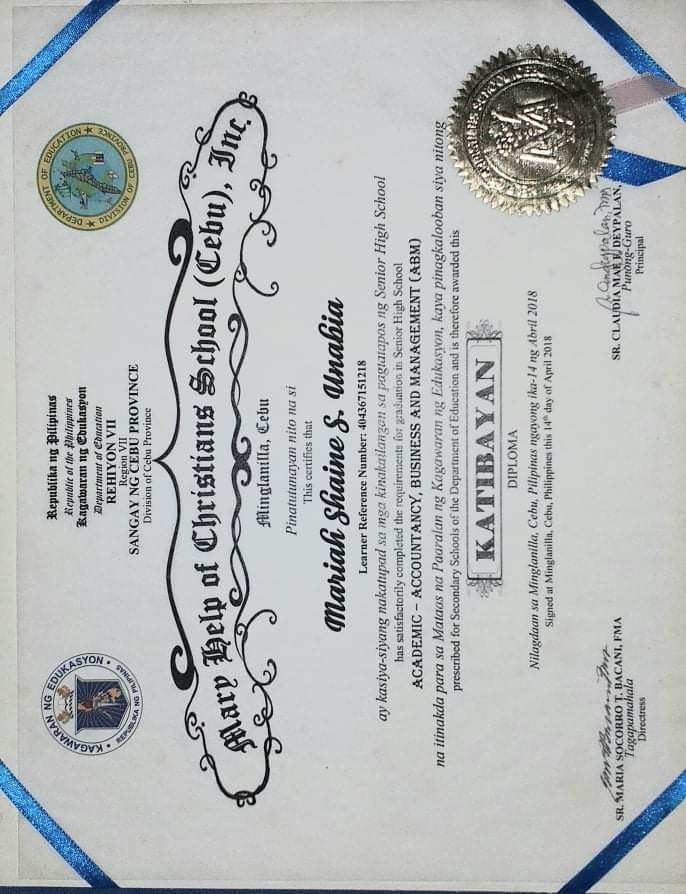 KAGAWARAN NG EDUKASYON
REPUBLIKA NG PILIPINAS
DEPARTMENT OF EDUCATION
DIVISION OF CEBU PROVINCE
Republika ng Pilipinas
Republic of the Philippines
Kagawaran ng Edukasyon
Department of Education
REHIYON VII
Region VII
SANGAY NG CEBU PROVINCE
Division of Cebu Province
Mary Help of Christians School (Cebu), Inc.
Minglanilla, Cebu
Pinatutunayan nito na si
This certifies that
Mariah Shaine S. Unabia
Learner Reference Number: 404367151218
ay kasiya-siyang nakatupad sa mga kinakailangan sa pagtatapos ng Senior High School
has satisfactorily completed the requirements for graduation in Senior High School
ACADEMIC – ACCOUNTANCY, BUSINESS AND MANAGEMENT (ABM)
na itinakda para sa Mataas na Paaralan ng Kagawaran ng Edukasyon, kaya pinagkalooban siya nitong
prescribed for Secondary Schools of the Department of Education and is therefore awarded this
KATIBAYAN
DIPLOMA
Nilagdaan sa Minglanilla, Cebu, Pilipinas ngayong ika-14 ng Abril 2018
Signed at Minglanilla, Cebu, Philippines this 14th day of April 2018
SR. MARIA SOCORRO T. BACANI, FMA
Tagapamahala
Directress
SR. CLAUDIA MAE E. DEYPALAN,
Punong-Guro
Principal